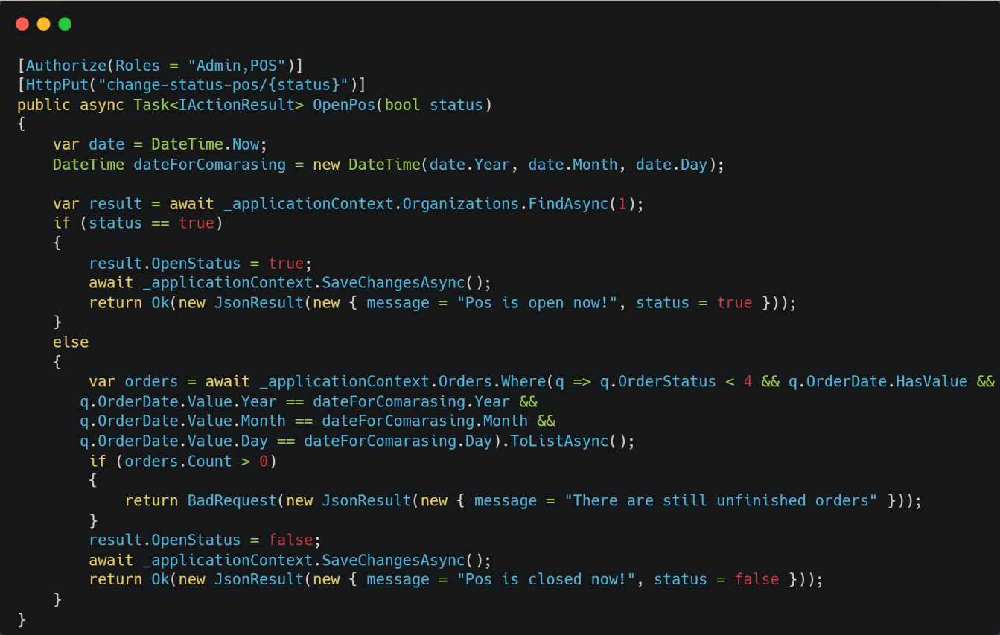 [Authorize(Roles = "Admin,POS")]
[HttpPut("change-status-pos/{status}")]
public async Task<IActionResult> OpenPos(bool status)
{
    var date = DateTime.Now;
    DateTime dateForComarasing = new DateTime(date.Year, date.Month, date.Day);

    var result = await _applicationContext.Organizations.FindAsync(1);
    if (status == true)
    {
        result.OpenStatus = true;
        await _applicationContext.SaveChangesAsync();
        return Ok(new JsonResult(new { message = "Pos is open now!", status = true }));
    }
    else
    {
        var orders = await _applicationContext.Orders.Where(q => q.OrderStatus < 4 && q.OrderDate.HasValue &&
       q.OrderDate.Value.Year == dateForComarasing.Year &&
       q.OrderDate.Value.Month == dateForComarasing.Month &&
       q.OrderDate.Value.Day == dateForComarasing.Day).ToListAsync();
        if (orders.Count > 0)
        {
            return BadRequest(new JsonResult(new { message = "There are still unfinished orders" }));
        }
        result.OpenStatus = false;
        await _applicationContext.SaveChangesAsync();
        return Ok(new JsonResult(new { message = "Pos is closed now!", status = false }));
    }
}